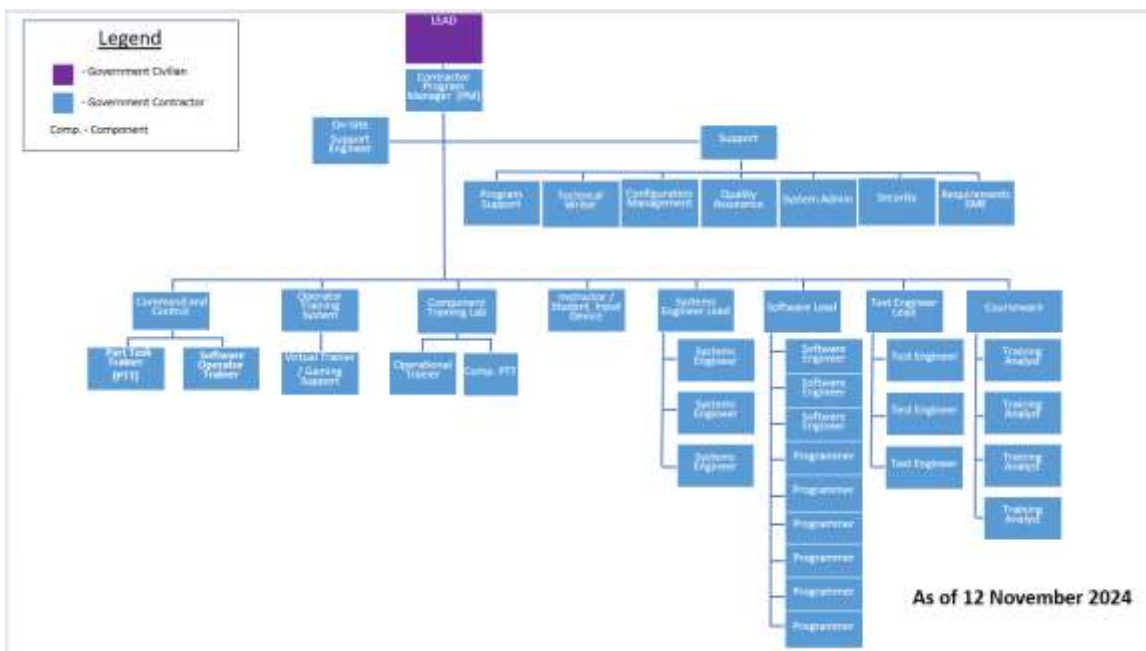 Legend
- Government Civilian
- Government Contractor
Comp. - Component
LEAD
Contractor
Program
Manager (PM)
On-Site
Support
Engineer
Support
Program
Support
Technical
Writer
Configuration
Management
Quality
Assurance
System Admin
Security
Requirements
SME
Command and
Control
Operator
Training
System
Component
Training Lab
Instructor /
Student
Device
Systems
Engineer Lead
Software Lead
Test Engineer
Lead
Courseware
Part Task
Trainer
(PTT)
Software
Operator
Trainer
Virtual Trainer
/ Gaming
Support
Operational
Trainer
Comp. PTT
Systems
Engineer
Systems
Engineer
Systems
Engineer
Software
Engineer
Software
Engineer
Software
Engineer
Programmer
Programmer
Programmer
Programmer
Programmer
Programmer
Test Engineer
Test Engineer
Test Engineer
Training
Analyst
Training
Analyst
Training
Analyst
Training
Analyst
As of 12 November 2024